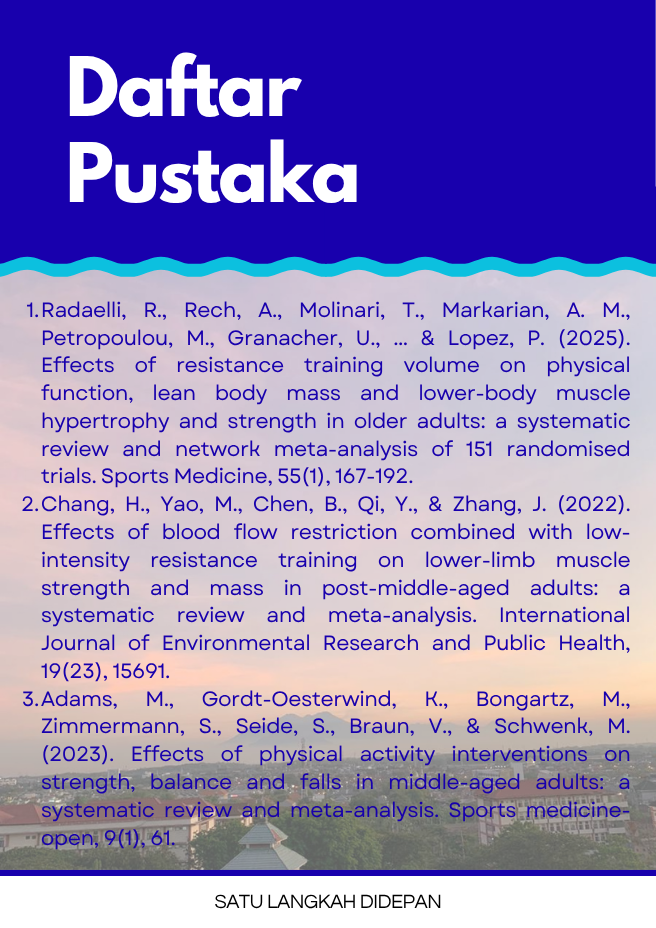 Daftar
Pustaka
1. Radaelli, R., Rech, A., Molinari, T., Markarian, A. M.,
Petropoulou, M., Granacher, U., ... & Lopez, P. (2025).
Effects of resistance training volume on physical
function, lean body mass and lower-body muscle
hypertrophy and strength in older adults: a systematic
review and network meta-analysis of 151 randomised
trials. Sports Medicine, 55(1), 167-192.
2. Chang, H., Yao, M., Chen, B., Qi, Y., & Zhang, J. (2022).
Effects of blood flow restriction combined with low-
intensity resistance training on lower-limb muscle
strength and mass in post-middle-aged adults: a
systematic review and meta-analysis. International
Journal of Environmental Research and Public Health,
19(23), 15691.
3. Adams, M., Gordt-Oesterwind, K., Bongartz, M.,
Zimmermann, S., Seide, S., Braun, V., & Schwenk, M.
(2023). Effects of physical activity interventions on
strength, balance and falls in middle-aged adults: a
systematic review and meta-analysis. Sports medicine-
open, 9(1), 61.
SATU LANGKAH DIDEPAN